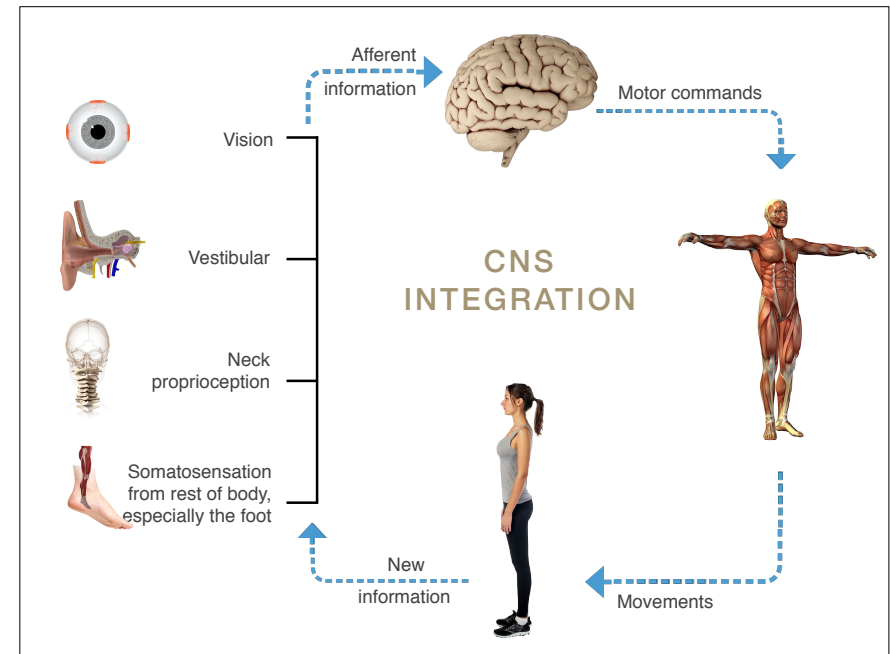 Afferent
information
Motor commands
Vision
Vestibular
CNS
INTEGRATION
Neck
proprioception
Somatosensation
from rest of body,
especially the foot
New
information
Movements